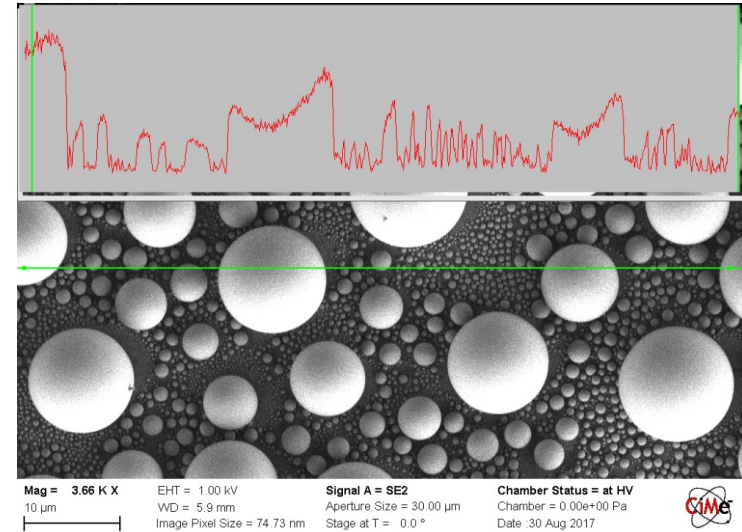 Mag = 3.66 K X
10 µm
EHT = 1.00 kV
WD = 5.9 mm
Image Pixel Size = 74.73 nm
Signal A = SE2
Aperture Size = 30.00 µm
Stage at T = 0.0 °
Chamber Status = at HV
Chamber = 0.00e+00 Pa
Date :30 Aug 2017
CiMe